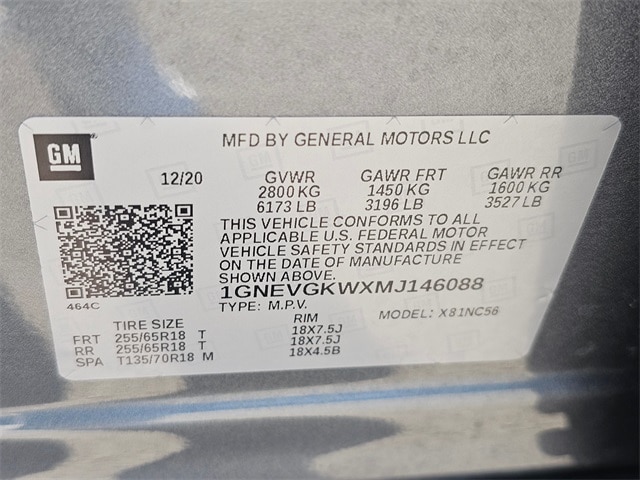 GM
MFD BY GENERAL MOTORS LLC
12/20 GVWR GAWR FRT GAWR RR
2800 KG 1450 KG 1600 KG
6173 LB 3196 LB 3527 LB
THIS VEHICLE CONFORMS TO ALL
APPLICABLE U.S. FEDERAL MOTOR
VEHICLE SAFETY STANDARDS IN EFFECT
ON THE DATE OF MANUFACTURE
SHOWN ABOVE.
1GNEVGKWXMJ146088
464C
TYPE: M.P.V. MODEL: X81NC56
TIRE SIZE RIM
FRT 255/65R18 T 18X7.5J
RR 255/65R18 T 18X7.5J
SPA T135/70R18 M 18X4.5B